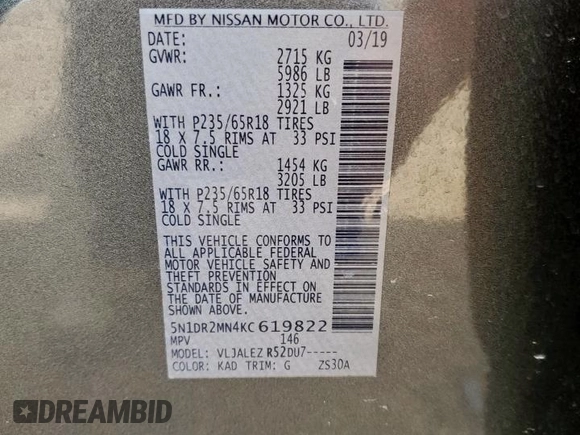 MFD BY NISSAN MOTOR CO., LTD.
DATE: 03/19
GVWR: 2715 KG
5986 LB
GAWR FR.: 1325 KG
2921 LB
WITH P235/65R18 TIRES
18 X 7.5 RIMS AT 33 PSI
COLD SINGLE
GAWR RR.: 1454 KG
3205 LB
WITH P235/65R18 TIRES
18 X 7.5 RIMS AT 33 PSI
COLD SINGLE
THIS VEHICLE CONFORMS TO
ALL APPLICABLE FEDERAL
MOTOR VEHICLE SAFETY AND
THEFT PREVENTION
STANDARDS IN EFFECT ON
THE DATE OF MANUFACTURE
SHOWN ABOVE.
5N1DR2MN4KC619822
MPV 146
MODEL: VLJALEZ R52DU7-----
COLOR: KAD TRIM: G ZS30A
DREAMBID